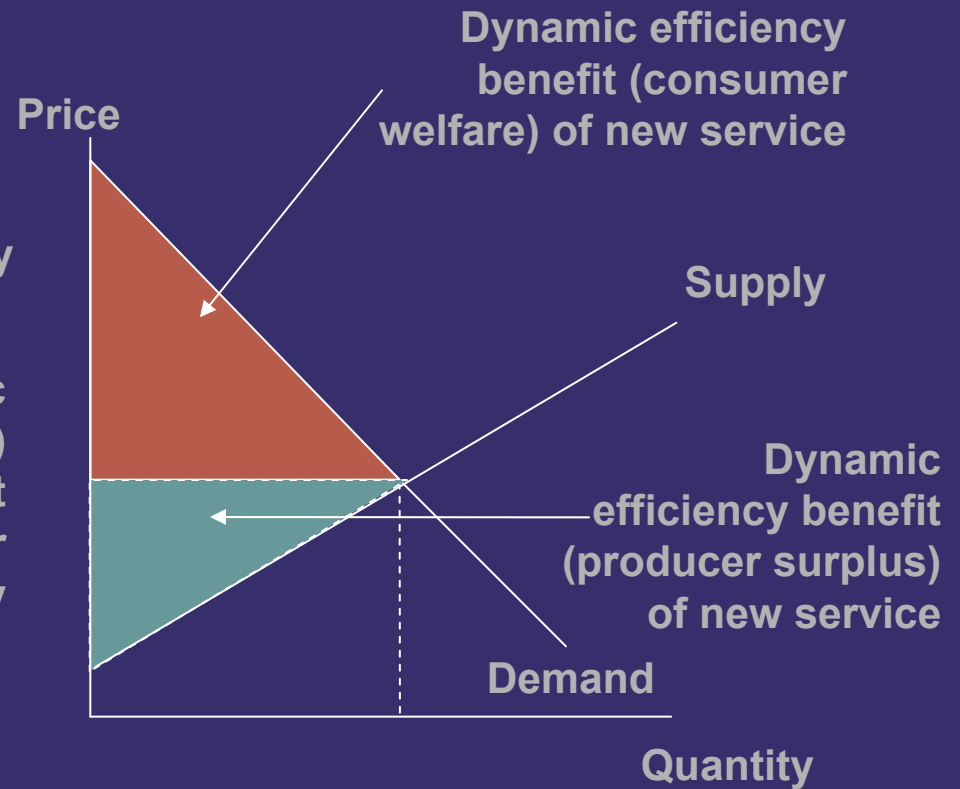 Dynamic efficiency
benefit (consumer
welfare) of new service
Price
Supply
Dynamic
efficiency benefit
(producer surplus)
of new service
Demand
Quantity